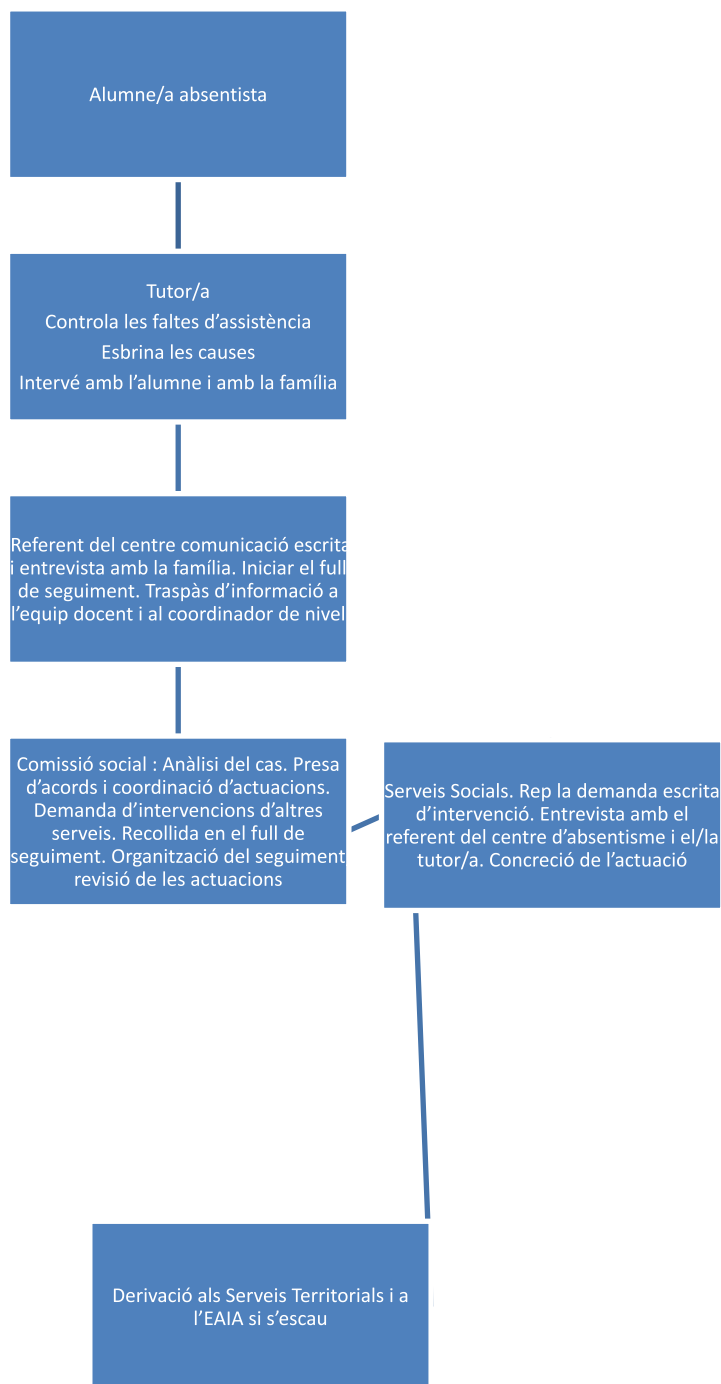 Alumne/a absentista
Tutor/a
Controla les faltes d’assistència
Esbrina les causes
Intervé amb l’alumne i amb la família
Referent del centre comunicació escrita
i entrevista amb la família. Iniciar el full
de seguiment. Traspàs d’informació a
l’equip docent i al coordinador de nivel
Comissió social : Anàlisi del cas. Presa
d’acords i coordinació d’actuacions.
Demanda d’intervencions d’altres
serveis. Recollida en el full de
seguiment. Organització del seguiment
revisió de les actuacions
Serveis Socials. Rep la demanda escrita
d’intervenció. Entrevista amb el
referent del centre d’absentisme i el/la
tutor/a. Concreció de l’actuació
Derivació als Serveis Territorials i a
l’EAIA si s’escau